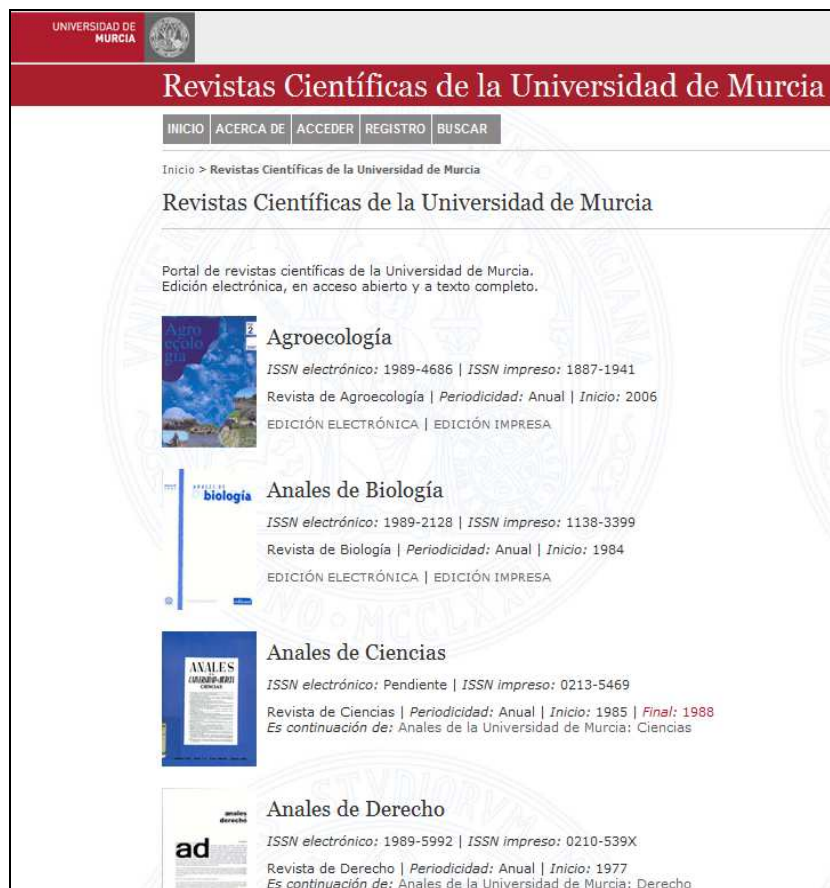 UNIVERSIDAD DE
MURCIA
Revistas Científicas de la Universidad de Murcia
INICIO ACERCA DE ACCEDER REGISTRO BUSCAR
Inicio > Revistas Científicas de la Universidad de Murcia
Revistas Científicas de la Universidad de Murcia
Portal de revistas científicas de la Universidad de Murcia.
Edición electrónica, en acceso abierto y a texto completo.
Agro
ecolo
gía
2
Agroecología
ISSN electrónico: 1989-4686 | ISSN impreso: 1887-1941
Revista de Agroecología | Periodicidad: Anual | Inicio: 2006
EDICIÓN ELECTRÓNICA | EDICIÓN IMPRESA
biología
Anales de Biología
ISSN electrónico: 1989-2128 | ISSN impreso: 1138-3399
Revista de Biología | Periodicidad: Anual | Inicio: 1984
EDICIÓN ELECTRÓNICA | EDICIÓN IMPRESA
ANALES
Anales de Ciencias
ISSN electrónico: Pendiente | ISSN impreso: 0213-5469
Revista de Ciencias | Periodicidad: Anual | Inicio: 1985 | Final: 1988
Es continuación de: Anales de la Universidad de Murcia: Ciencias
anales
derecho
ad
Anales de Derecho
ISSN electrónico: 1989-5992 | ISSN impreso: 0210-539X
Revista de Derecho | Periodicidad: Anual | Inicio: 1977
Es continuación de: Anales de la Universidad de Murcia: Derecho